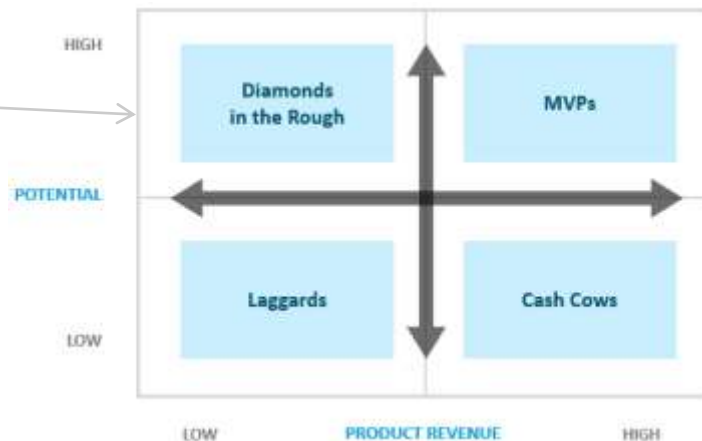 HIGH
Diamonds
in the Rough
MVPs
POTENTIAL
Laggards
Cash Cows
LOW
LOW
PRODUCT REVENUE
HIGH